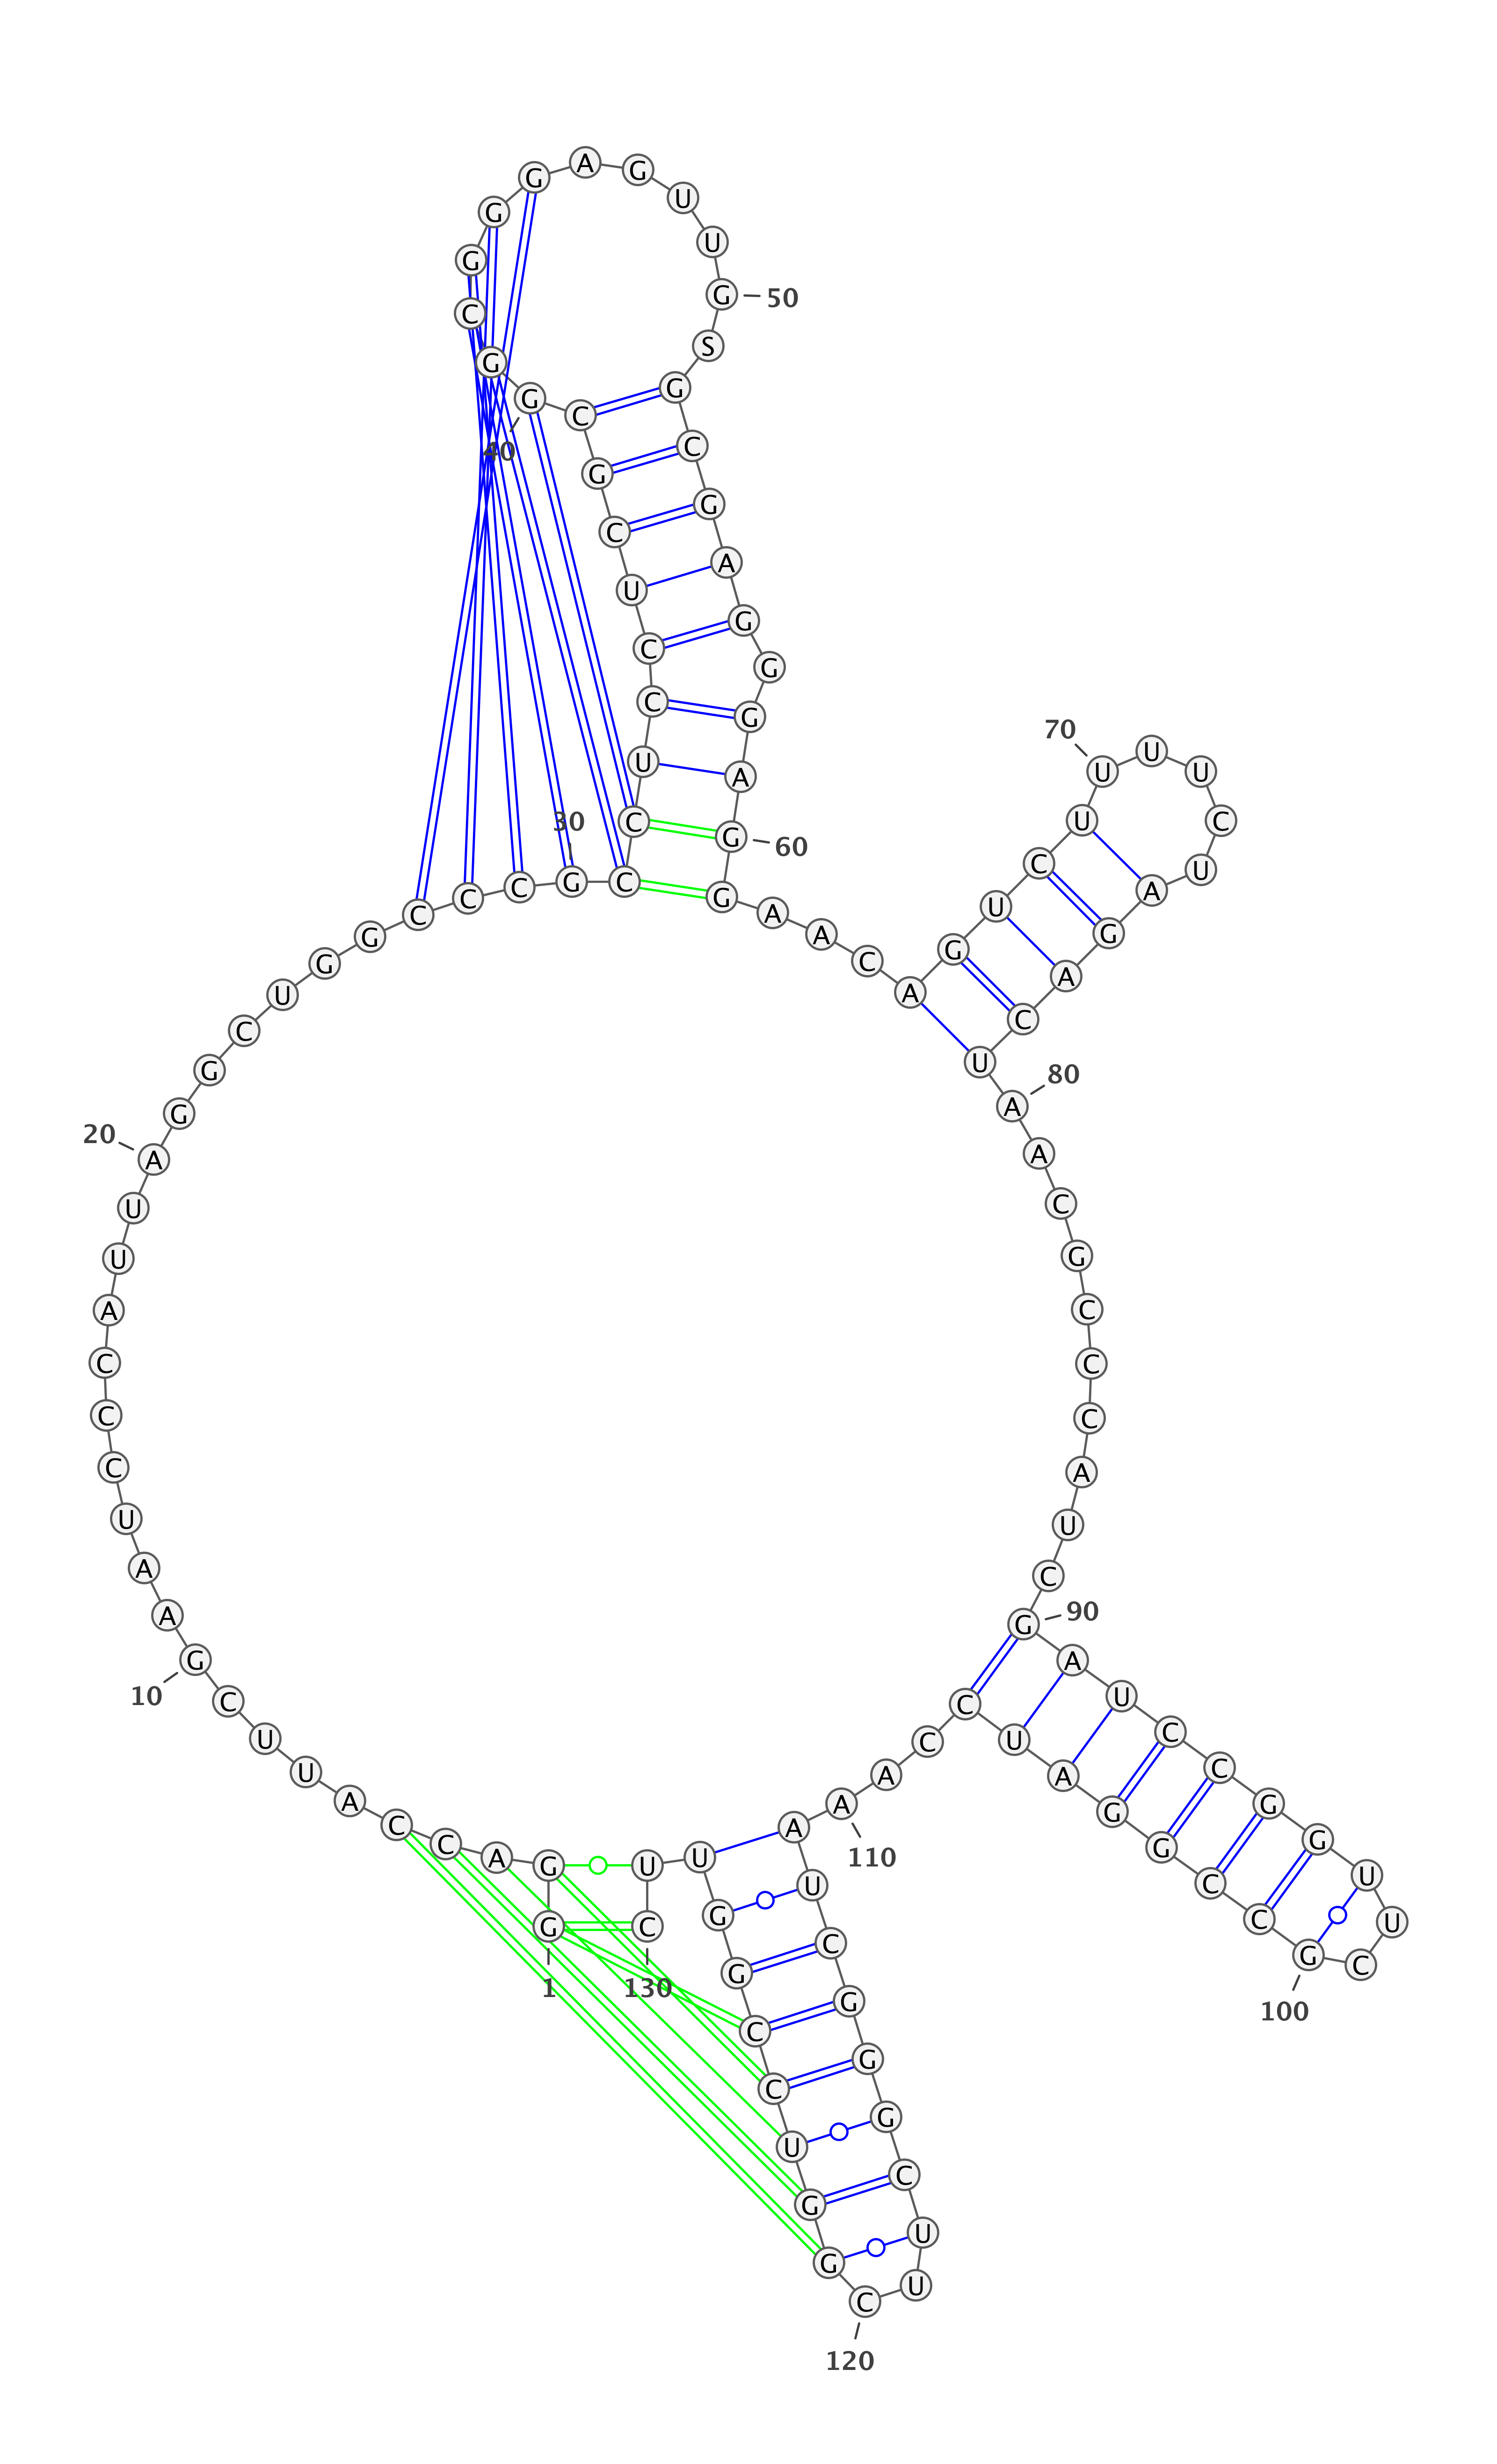 1
G G A C C A U U C G
10
A A U C C C A U U A
20
G G C U G G C C C G
30
C C U C C U C G C G
40
G C G G G A G U U G
50
S G C G A G G G A G
60
G A A C A G U C U U
70
U U C U A G A C U A
80
A C G C C C A U C G
90
A U C C G G U U C G
100
C C G G A U C C A A
110
A U C G G G C U U C
120
G G U C C G G U U C
130